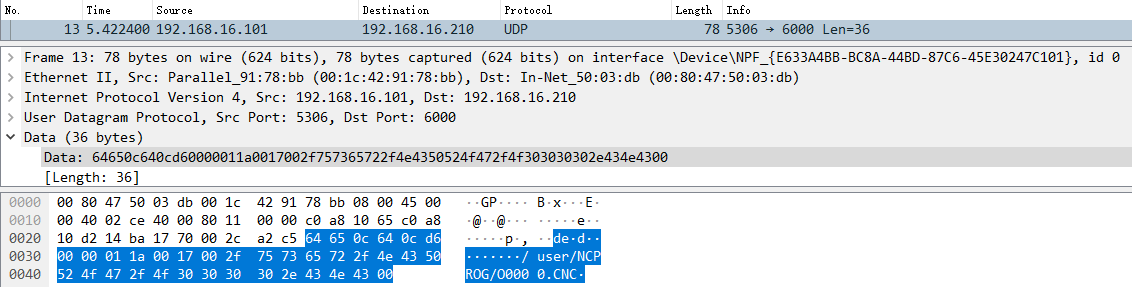 No. Time Source Destination Protocol Length Info
13 5.422400 192.168.16.101 192.168.16.210 UDP 78 5306 → 6000 Len=36
Frame 13: 78 bytes on wire (624 bits), 78 bytes captured (624 bits) on interface \Device\NPF_{E633A4BB-BC8A-44BD-87C6-45E30247C101}, id 0
Ethernet II, Src: Parallel_91:78:bb (00:1c:42:91:78:bb), Dst: In-Net_50:03:db (00:80:47:50:03:db)
Internet Protocol Version 4, Src: 192.168.16.101, Dst: 192.168.16.210
User Datagram Protocol, Src Port: 5306, Dst Port: 6000
Data (36 bytes)
Data: 64650c640cd60000011a0017002f757365722f4e4350524f472f4f303030302e434e4300
[Length: 36]
0000 00 80 47 50 03 db 00 1c 42 91 78 bb 08 00 45 00 ··GP···· B·x···E·
0010 00 40 02 ce 40 00 80 11 00 00 c0 a8 10 65 c0 a8 ·@··@··· ·····e··
0020 10 d2 14 ba 17 70 00 2c a2 c5 64 65 0c 64 0c d6 ·····p·, ··de·d··
0030 00 00 01 1a 00 17 00 2f 75 73 65 72 2f 4e 43 50 ·······/ user/NCP
0040 52 4f 47 2f 4f 30 30 30 30 2e 43 4e 43 00 ROG/O000 0.CNC·